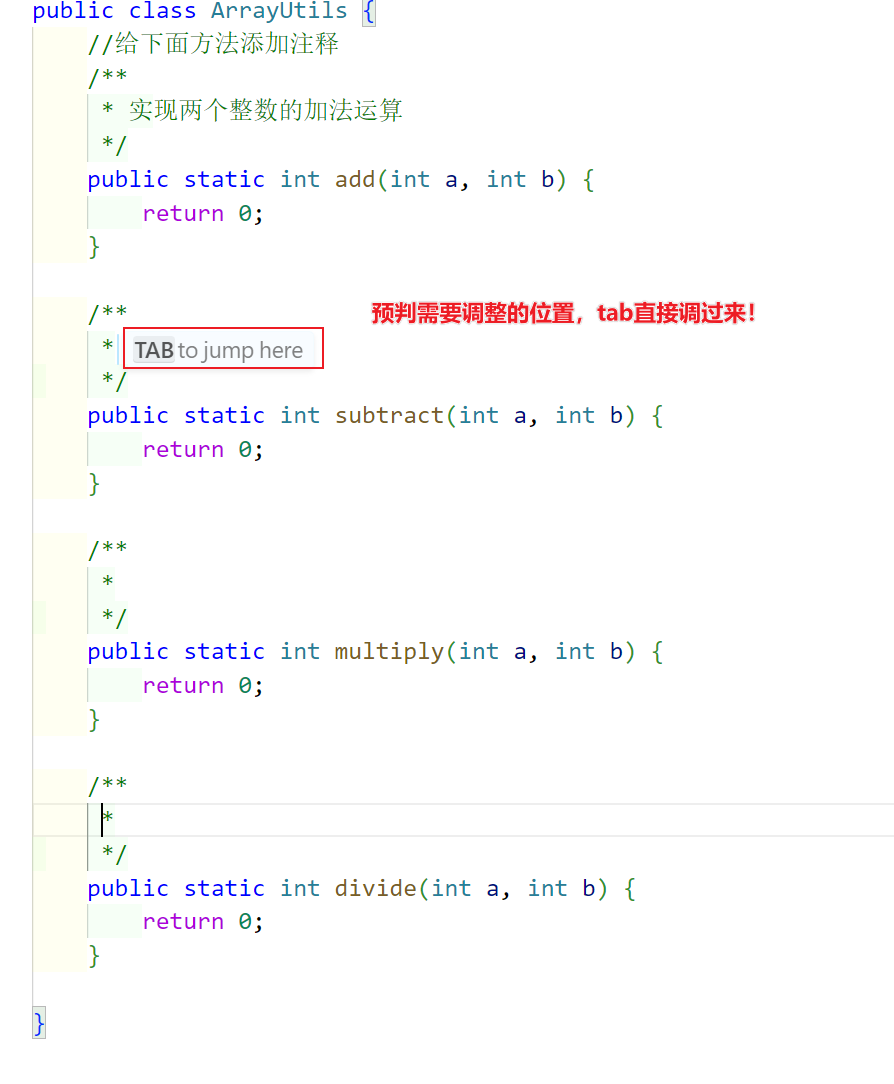 public class ArrayUtils {
//给下面方法添加注释
/**
* 实现两个整数的加法运算
*/
public static int add(int a, int b) {
return 0;
}
/**
预判需要调整的位置，tab直接调过来！
* TAB to jump here
*/
public static int subtract(int a, int b) {
return 0;
}
/**
*
*/
public static int multiply(int a, int b) {
return 0;
}
/**
*
*/
public static int divide(int a, int b) {
return 0;
}
}